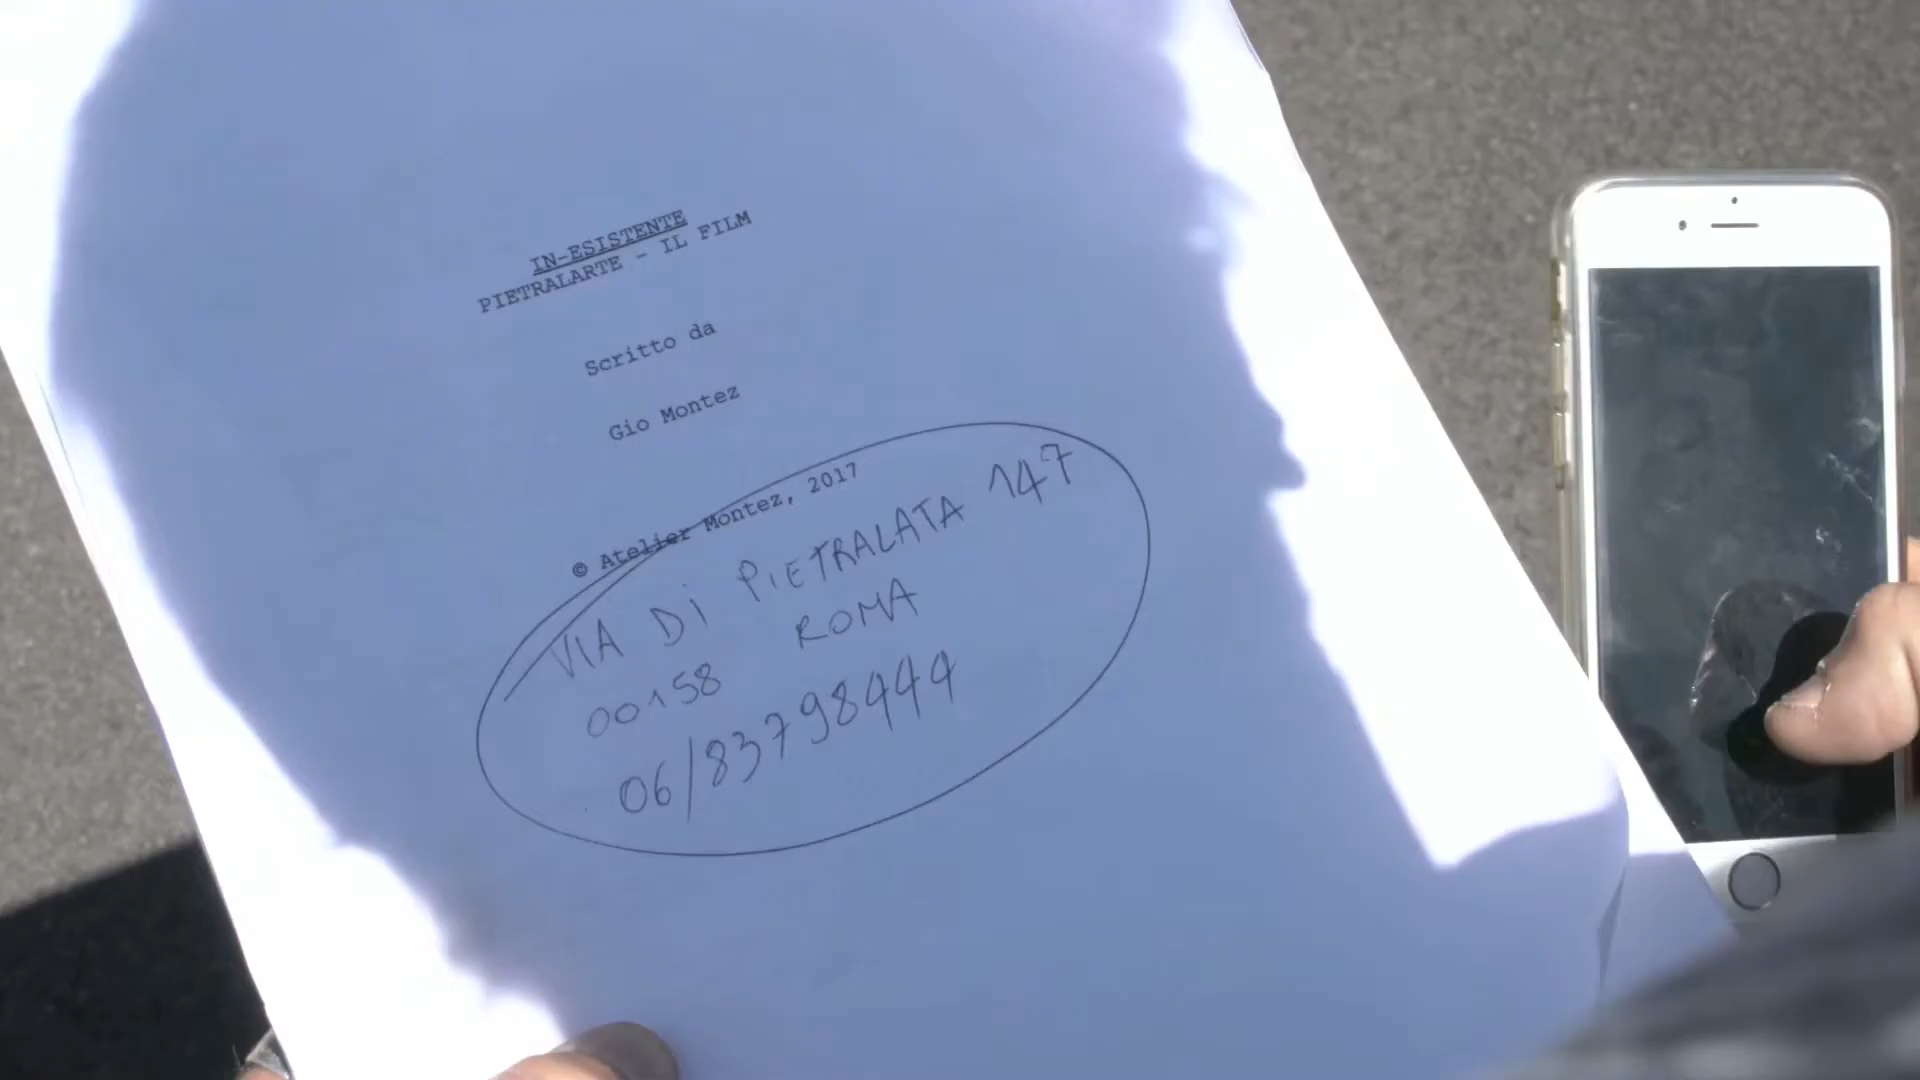 IN-ESISTENTE
PIETRALARTE - IL FILM
Scritto da
Gio Montez
© Atelier Montez, 2017
VIA DI PIETRALATA 147
00158 ROMA
06/83798444